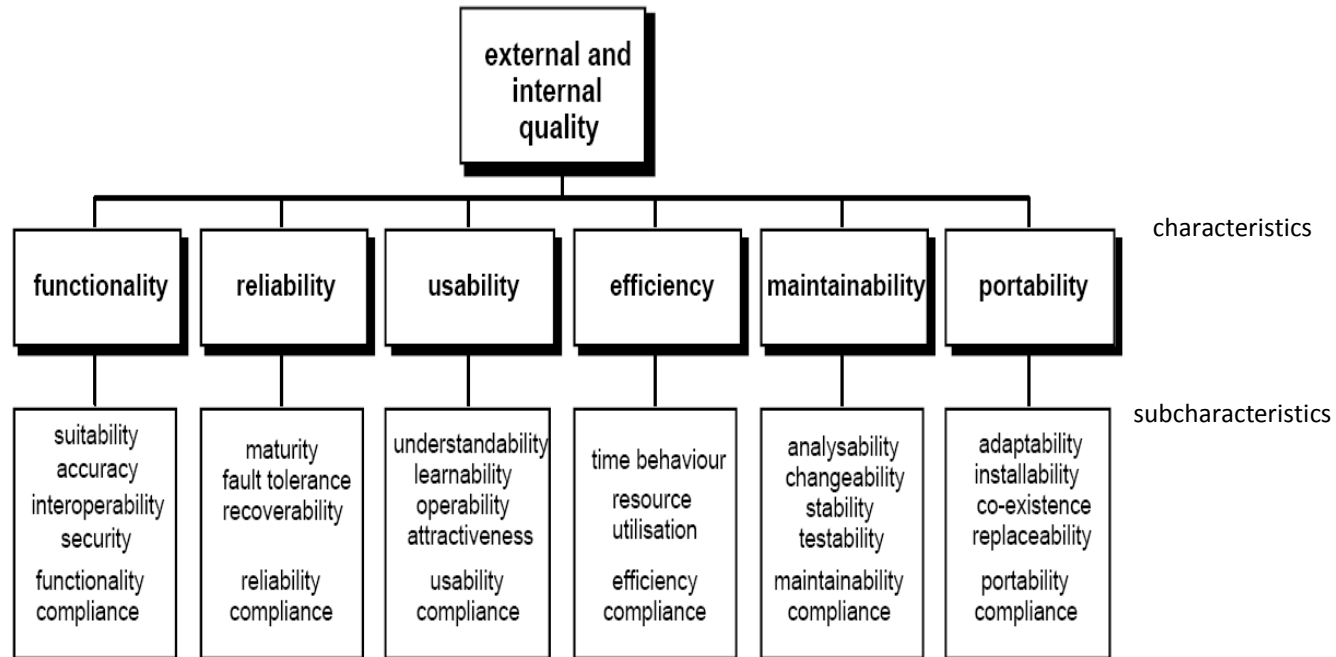 external and
internal
quality
characteristics
functionality
reliability
usability
efficiency
maintainability
portability
subcharacteristics
suitability
accuracy
interoperability
security
functionality
compliance
maturity
fault tolerance
recoverability
reliability
compliance
understandability
learnability
operability
attractiveness
usability
compliance
time behaviour
resource
utilisation
efficiency
compliance
analysability
changeability
stability
testability
maintainability
compliance
adaptability
installability
co-existence
replaceability
portability
compliance